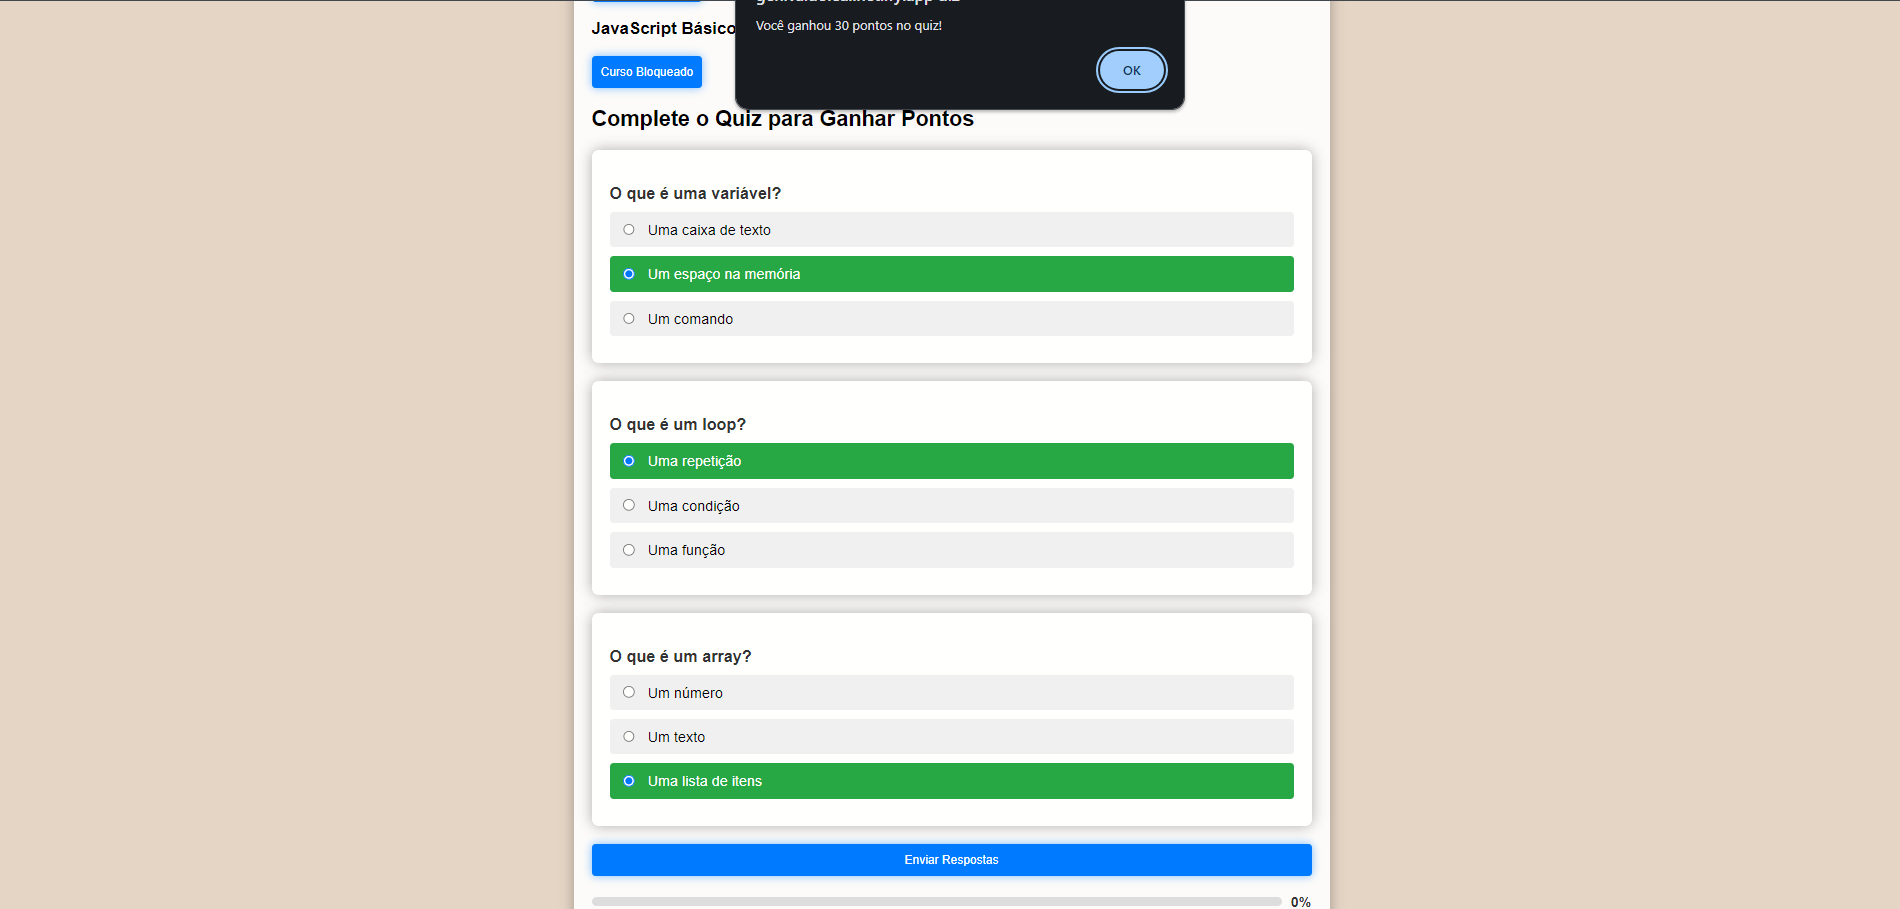 JavaScript Básico
Você ganhou 30 pontos no quiz!
OK
Curso Bloqueado
Complete o Quiz para Ganhar Pontos
O que é uma variável?
Uma caixa de texto
Um espaço na memória
Um comando
O que é um loop?
Uma repetição
Uma condição
Uma função
O que é um array?
Um número
Um texto
Uma lista de itens
Enviar Respostas
0%